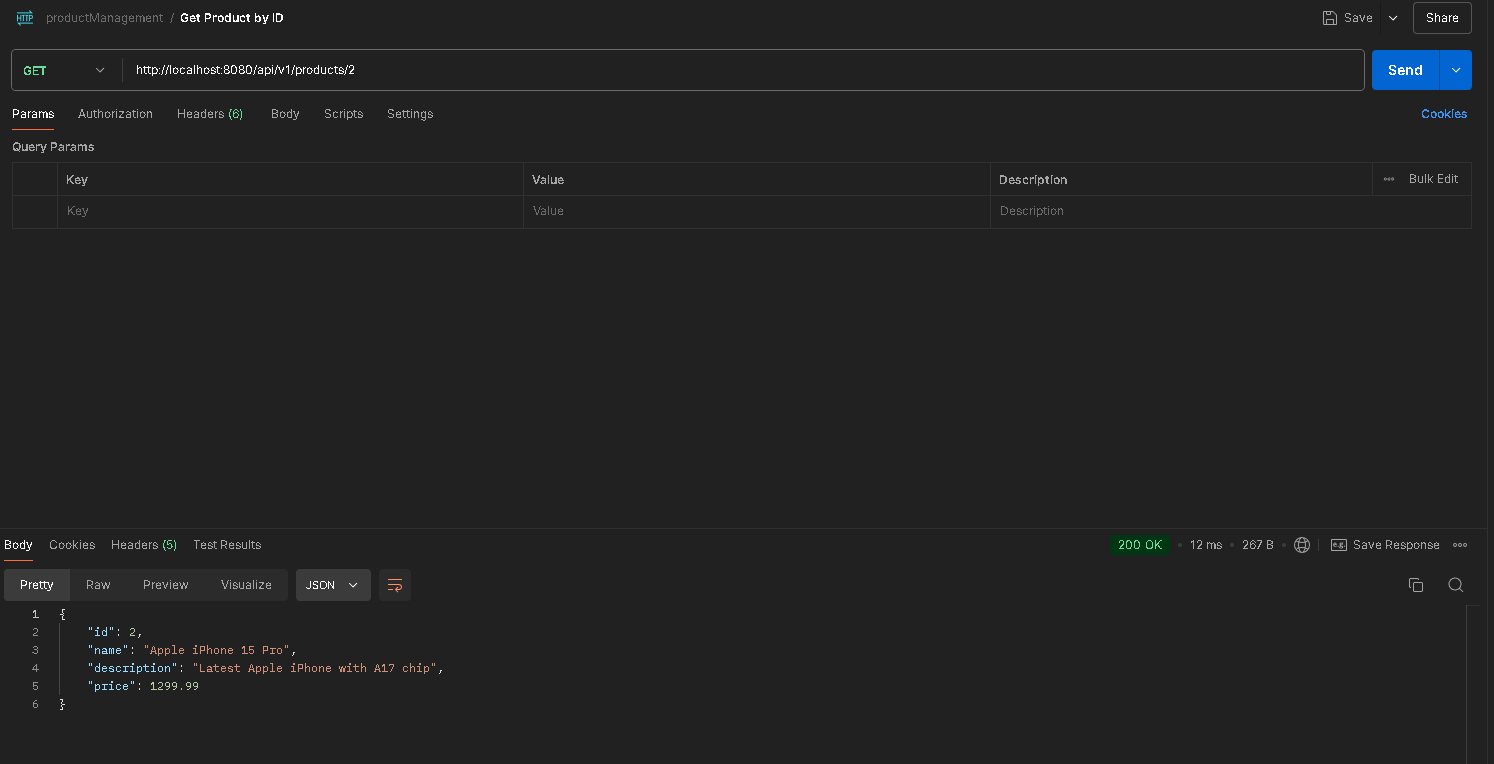 HTTP productManagement / Get Product by ID Save Share
GET http://localhost:8080/api/v1/products/2 Send
Params Authorization Headers (6) Body Scripts Settings Cookies
Query Params
Key Value Description Bulk Edit
Key Value Description
Body Cookies Headers (5) Test Results 200 OK 12 ms 267 B e.g. Save Response
Pretty Raw Preview Visualize JSON
1 {
2 "id": 2,
3 "name": "Apple iPhone 15 Pro",
4 "description": "Latest Apple iPhone with A17 chip",
5 "price": 1299.99
6 }